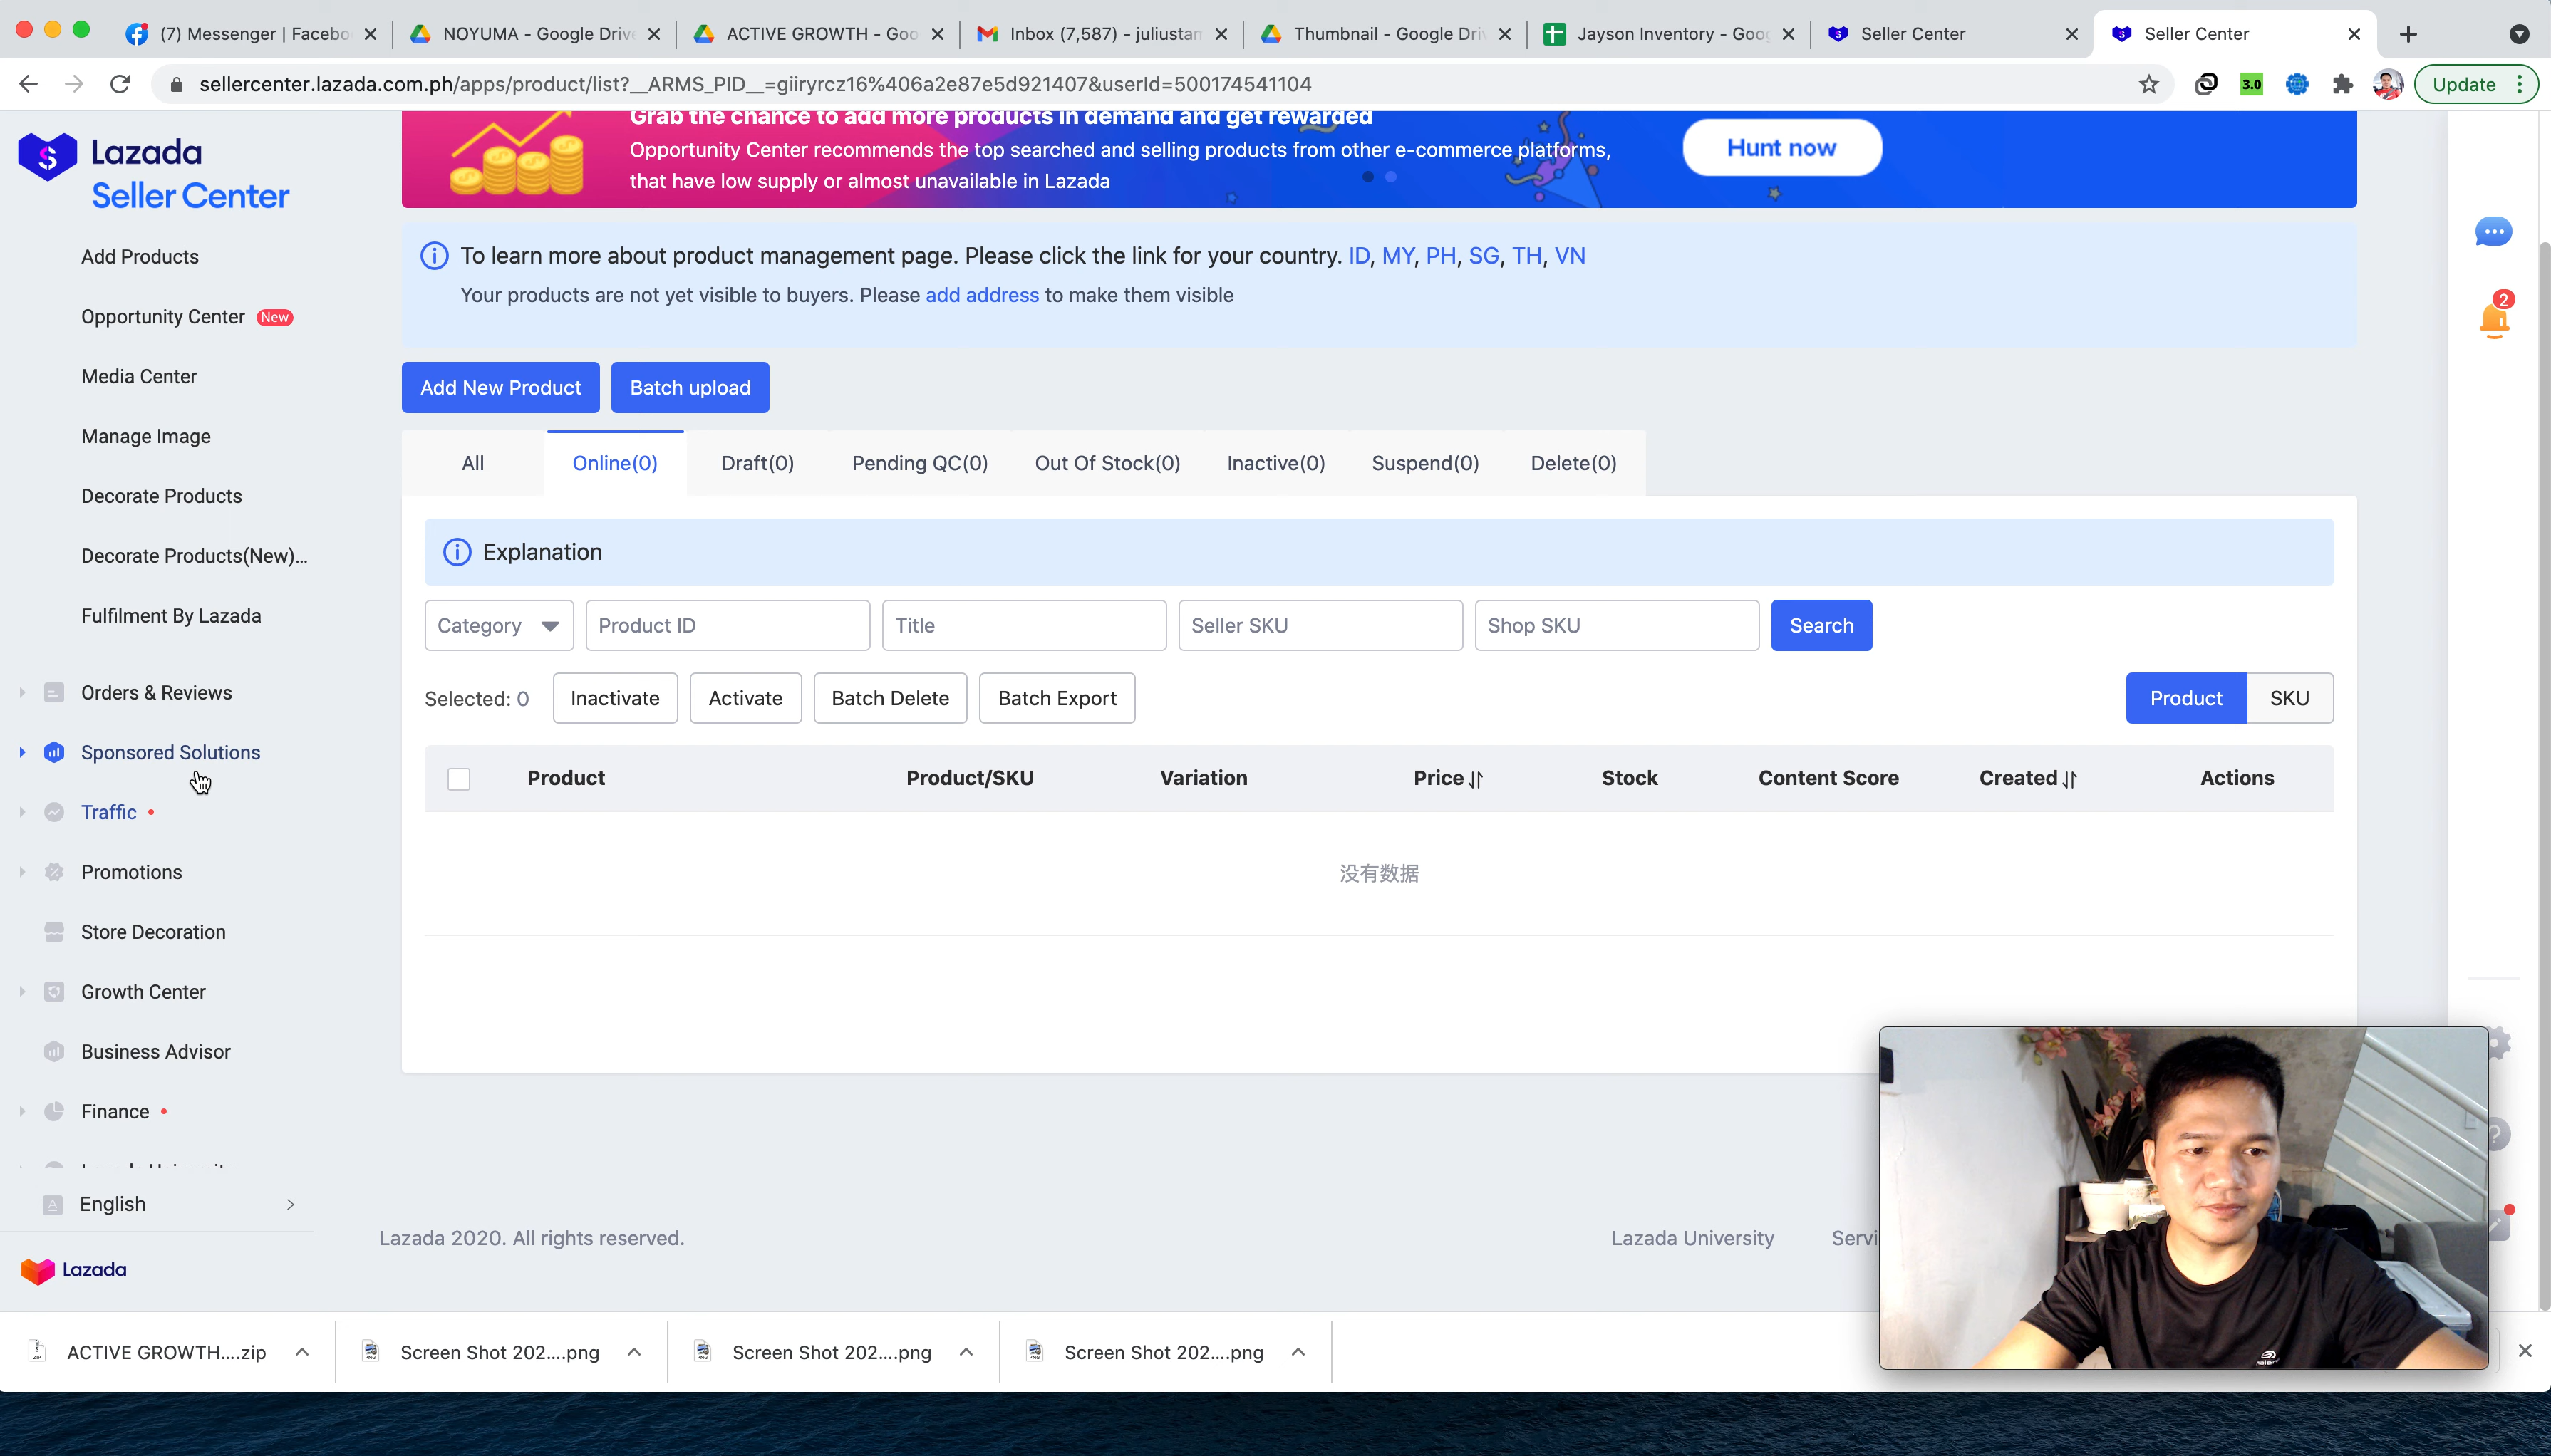 (7) Messenger | Facebo
NOYUMA - Google Drive
ACTIVE GROWTH - Goo
Inbox (7,587) - juliustan
Thumbnail - Google Driv
Jayson Inventory - Goog
Seller Center
Seller Center
sellercenter.lazada.com.ph/apps/product/list?__ARMS_PID__=giiryrcz16%406a2e87e5d921407&userId=500174541104
3.0
Update
Lazada
Seller Center
Add Products
Opportunity Center New
Media Center
Manage Image
Decorate Products
Decorate Products(New)...
Fulfilment By Lazada
Orders & Reviews
Sponsored Solutions
Traffic
Promotions
Store Decoration
Growth Center
Business Advisor
Finance
Lazada University
English
Lazada
Grab the chance to add more products in demand and get rewarded
Opportunity Center recommends the top searched and selling products from other e-commerce platforms,
that have low supply or almost unavailable in Lazada
Hunt now
To learn more about product management page. Please click the link for your country. ID, MY, PH, SG, TH, VN
Your products are not yet visible to buyers. Please add address to make them visible
2
Add New Product
Batch upload
All
Online(0)
Draft(0)
Pending QC(0)
Out Of Stock(0)
Inactive(0)
Suspend(0)
Delete(0)
Explanation
Category
Product ID
Title
Seller SKU
Shop SKU
Search
Selected: 0
Inactivate
Activate
Batch Delete
Batch Export
Product
SKU
Product
Product/SKU
Variation
Price
Stock
Content Score
Created
Actions
没有数据
Lazada 2020. All rights reserved.
Lazada University
Servi
ACTIVE GROWTH....zip
Screen Shot 202....png
Screen Shot 202....png
Screen Shot 202....png